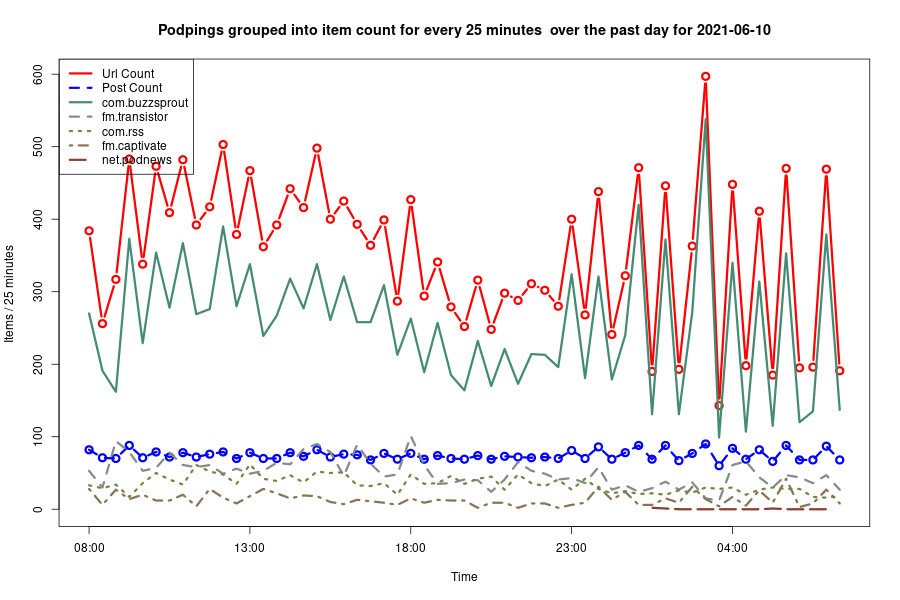 Podpings grouped into item count for every 25 minutes  over the past day for 2021-06-10
Url Count
Post Count
com.buzzsprout
fm.transistor
com.rss
fm.captivate
net.podnews
600
500
400
300
200
100
0
Items / 25 minutes
08:00 13:00 18:00 23:00 04:00
Time